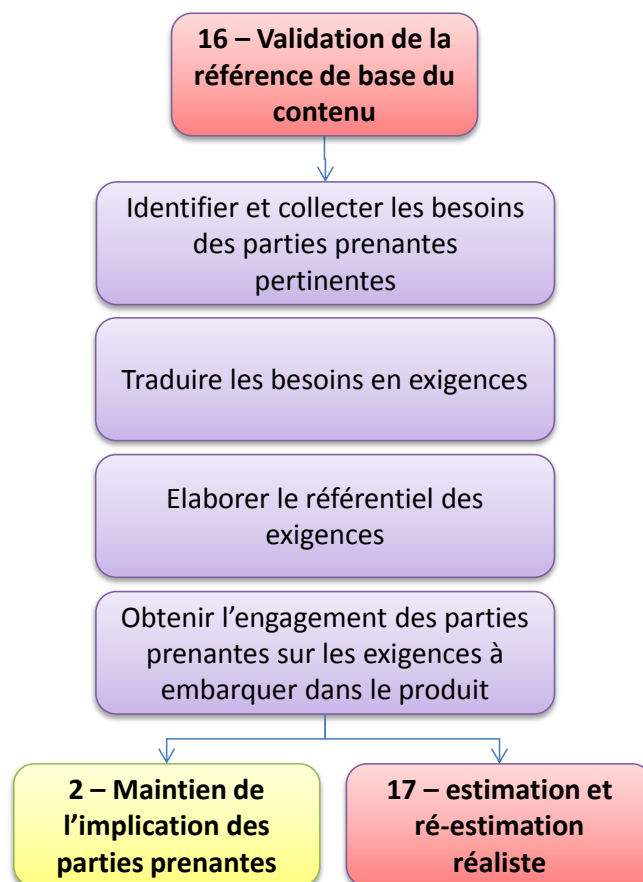 16 – Validation de la
référence de base du
contenu
Identifier et collecter les besoins
des parties prenantes
pertinentes
Traduire les besoins en exigences
Elaborer le référentiel des
exigences
Obtenir l’engagement des parties
prenantes sur les exigences à
embarquer dans le produit
2 – Maintien de
l’implication des
parties prenantes
17 – estimation et
ré-estimation
réaliste